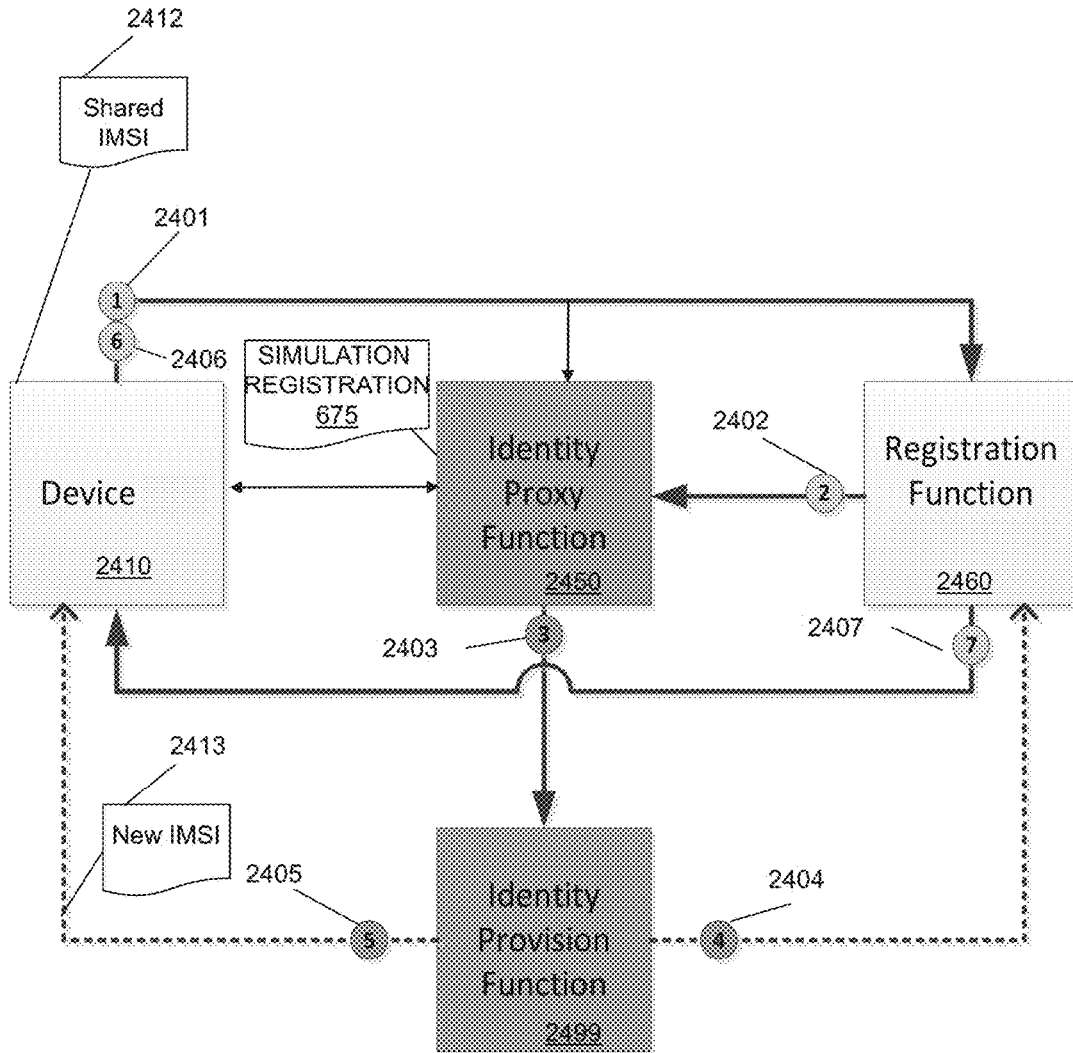 2412
Shared
IMSI
2401
1
6
2406
SIMULATION
REGISTRATION
675
2402
Identity
Proxy
Function
2450
Registration
Function
2460
Device
2410
2
2403
3
2407
7
2413
New IMSI
2405
5
Identity
Provision
Function
2499
2404
4